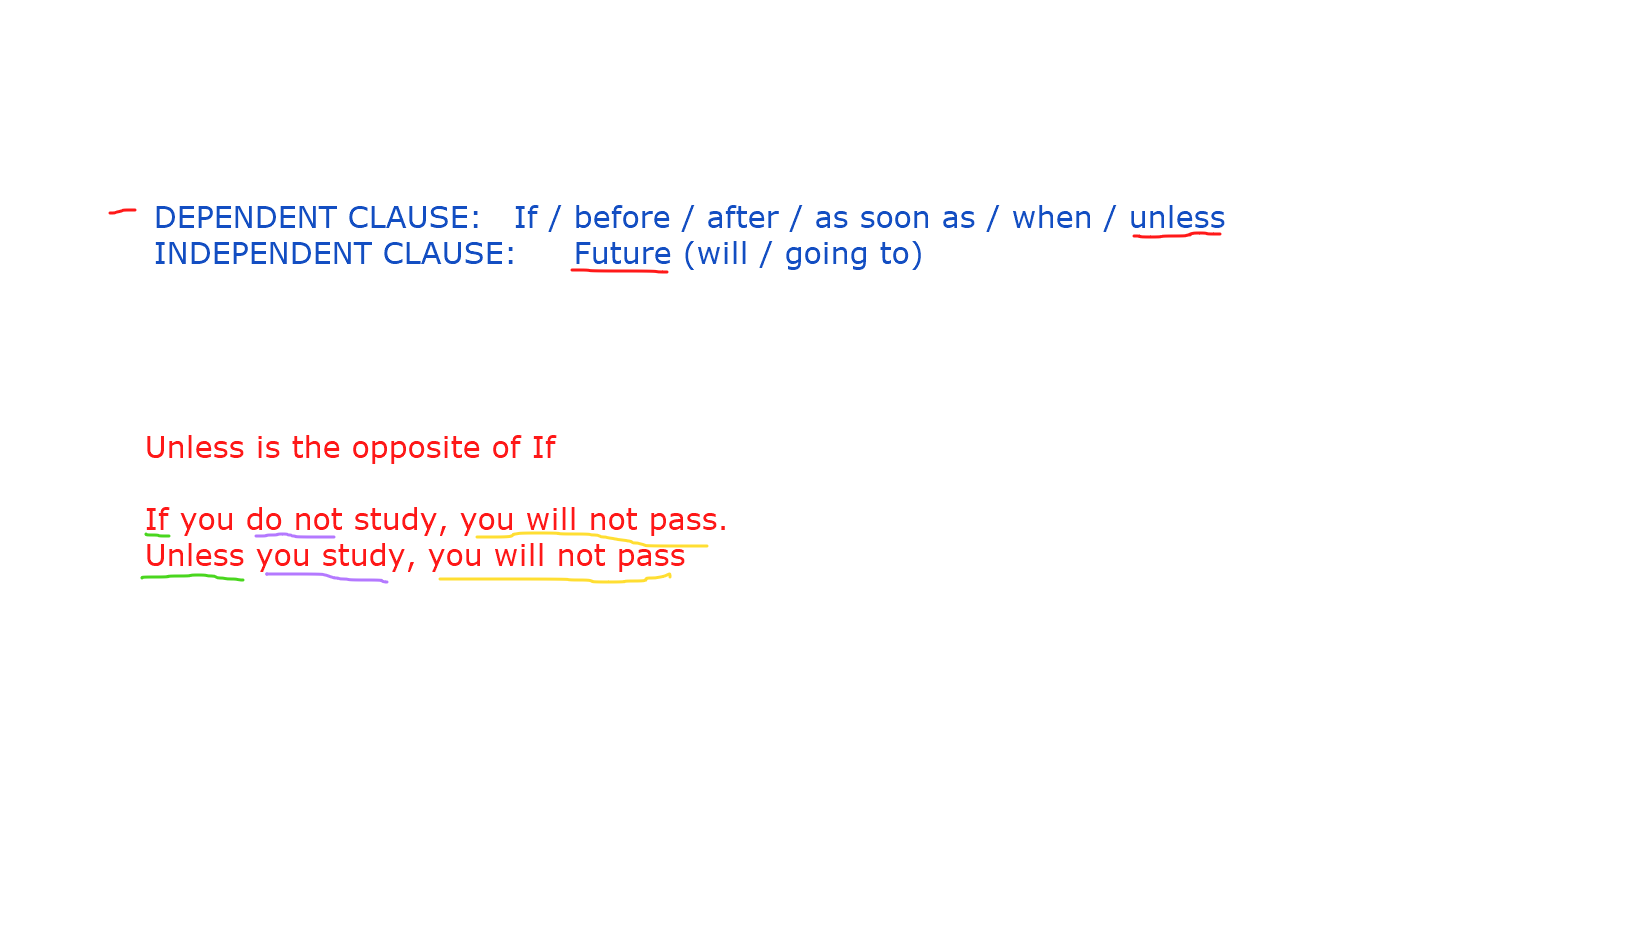 DEPENDENT CLAUSE: If / before / after / as soon as / when / unless
INDEPENDENT CLAUSE: Future (will / going to)
Unless is the opposite of If
If you do not study, you will not pass.
Unless you study, you will not pass